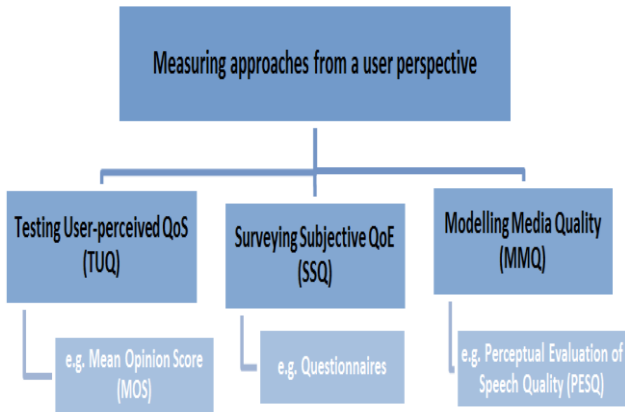 Measuring approaches from a user perspective
Testing User-perceived QoS
(TUQ)
Surveying Subjective QoE
(SSQ)
Modelling Media Quality
(MMQ)
e.g. Mean Opinion Score
(MOS)
e.g. Questionnaires
e.g. Perceptual Evaluation of
Speech Quality (PESQ)